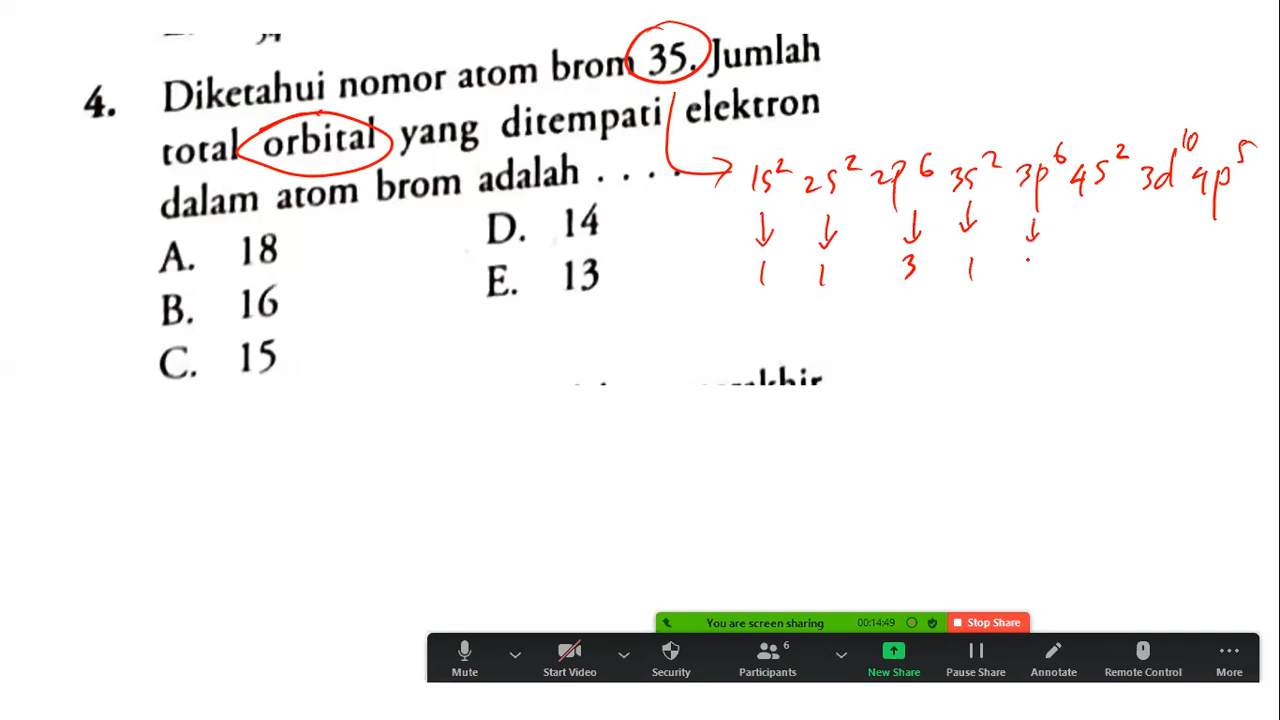 4. Diketahui nomor atom brom 35. Jumlah
total orbital yang ditempati elektron
dalam atom brom adalah . . . .
A. 18
B. 16
C. 15
D. 14
E. 13
1s² 2s² 2p⁶ 3s² 3p⁶ 4s² 3d¹⁰ 4p⁵
1 1 3 1
You are screen sharing 00:14:49 Stop Share
Mute Start Video Security Participants 6 New Share Pause Share Annotate Remote Control More